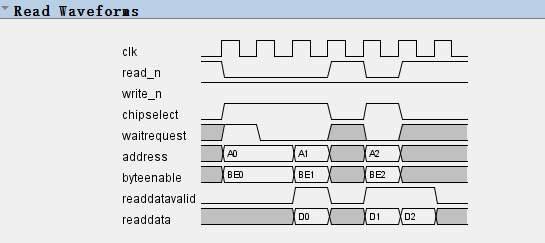 Read Waveforms
clk
read_n
write_n
chipselect
waitrequest
address A0 A1 A2
byteenable BE0 BE1 BE2
readdatavalid
readdata D0 D1 D2